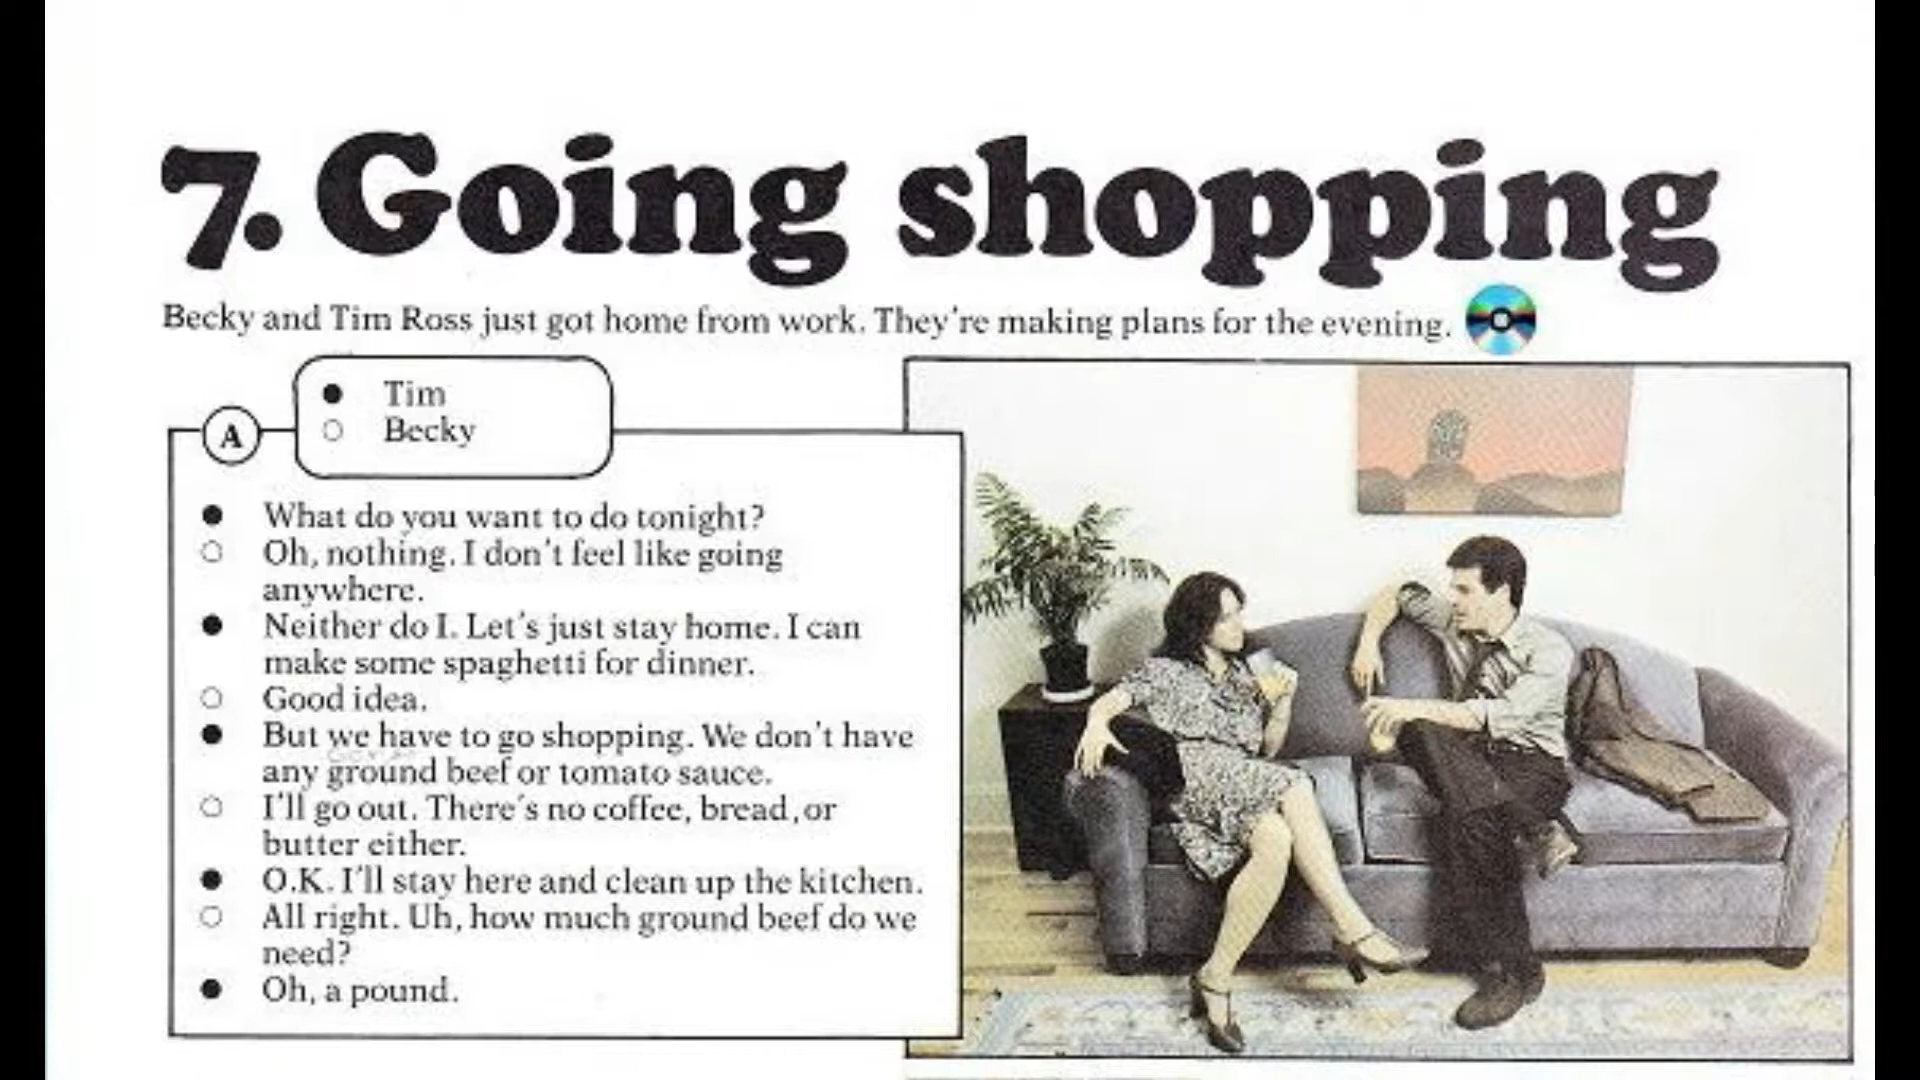 7. Going shopping
Becky and Tim Ross just got home from work. They're making plans for the evening.
● Tim
○ Becky
A
● What do you want to do tonight?
○ Oh, nothing. I don't feel like going
anywhere.
● Neither do I. Let's just stay home. I can
make some spaghetti for dinner.
○ Good idea.
● But we have to go shopping. We don't have
any ground beef or tomato sauce.
○ I'll go out. There's no coffee, bread, or
butter either.
● O.K. I'll stay here and clean up the kitchen.
○ All right. Uh, how much ground beef do we
need?
● Oh, a pound.